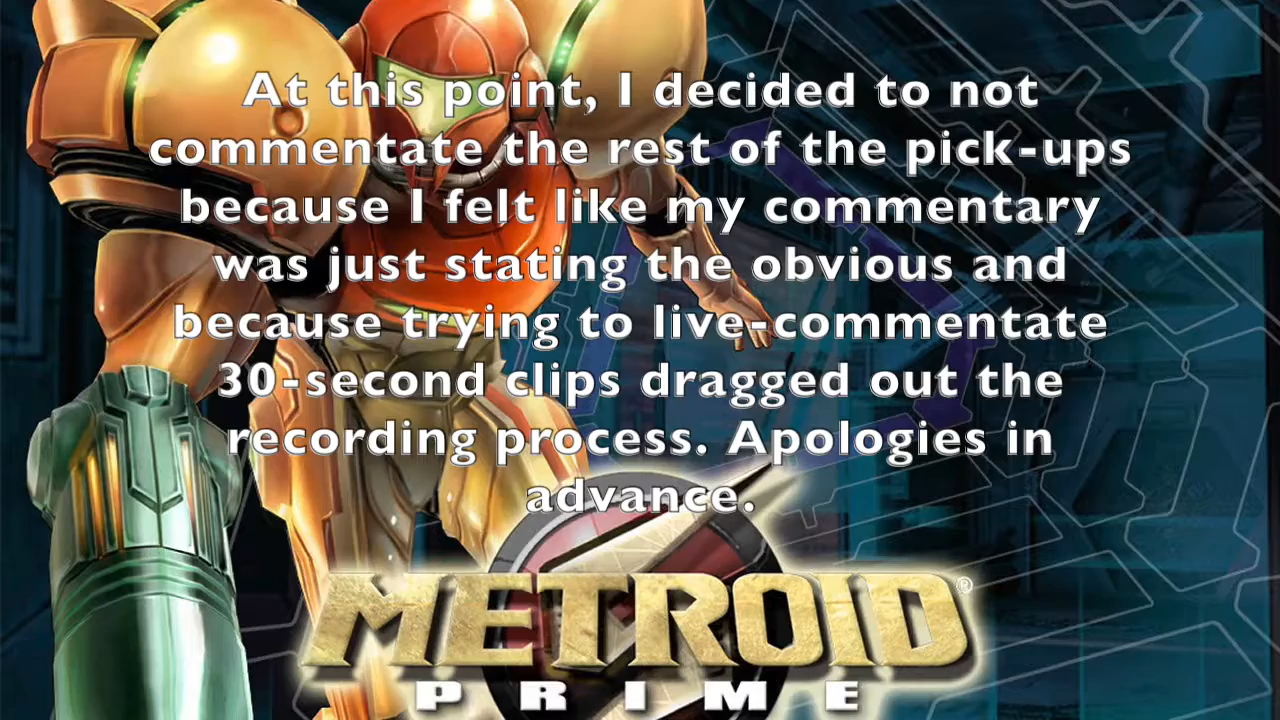 At this point, I decided to not
commentate the rest of the pick-ups
because I felt like my commentary
was just stating the obvious and
because trying to live-commentate
30-second clips dragged out the
recording process. Apologies in
advance.
METROID®
PRIME